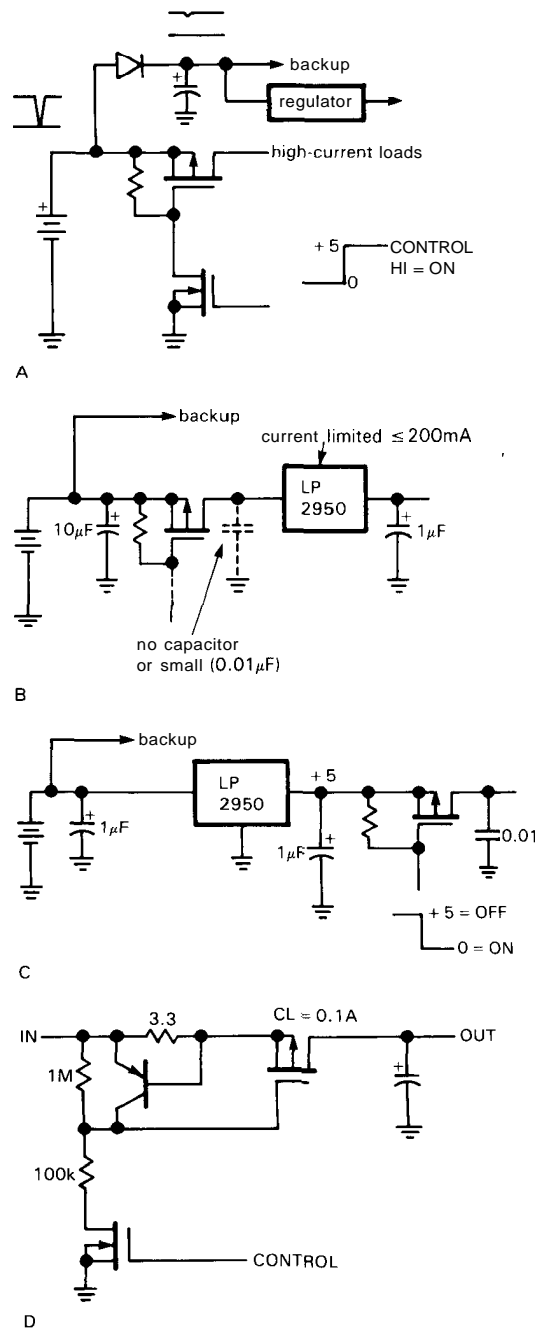 backup
regulator
+
high-current loads
+
+ 5
CONTROL
HI = ON
0
A
backup
current limited ≤ 200mA
LP
2950
10μF
+
+
1μF
no capacitor
or small (0.01μF)
B
backup
LP
2950
+ 5
+
1μF
1μF
+
0.01
+ 5 = OFF
0 = ON
C
CL = 0.1A
3.3
IN
OUT
1M
+
100k
CONTROL
D